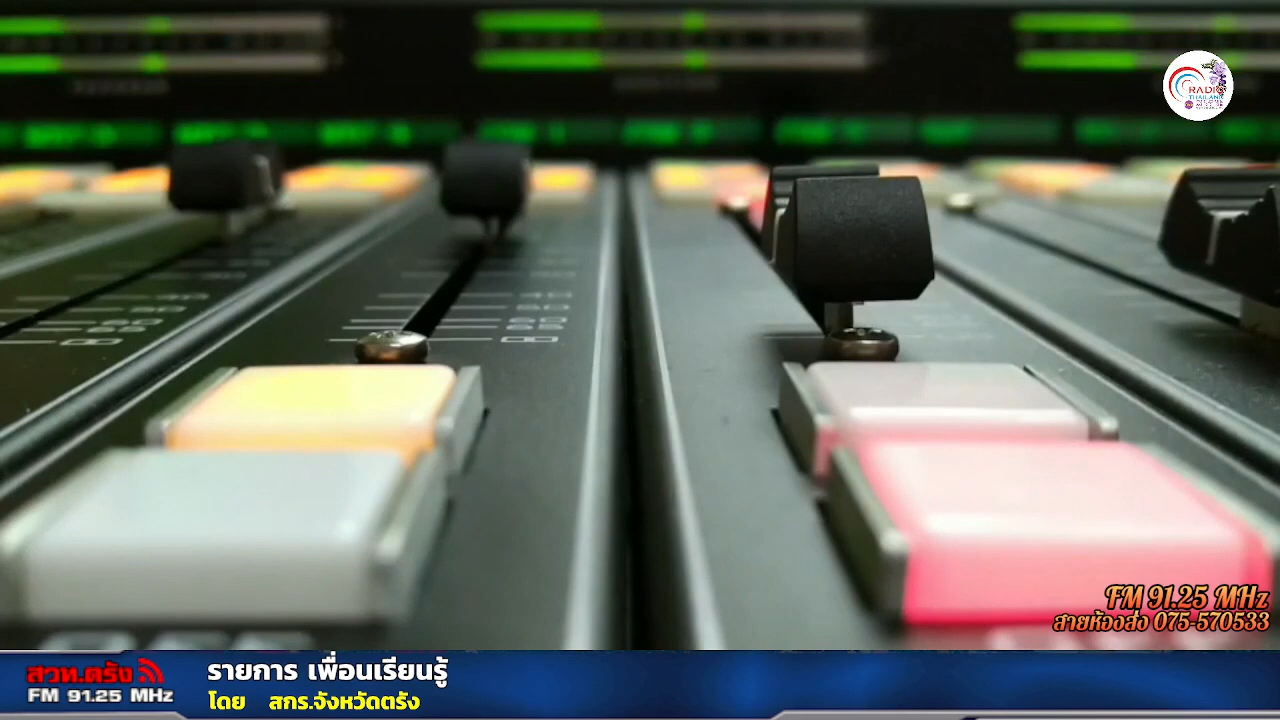 RADIO
THAILAND
FM 91.25 MHz
สายห้องส่ง 075-570533
สวท.ตรัง
FM 91.25 MHz
รายการ เพื่อนเรียนรู้
โดย สกร.จังหวัดตรัง